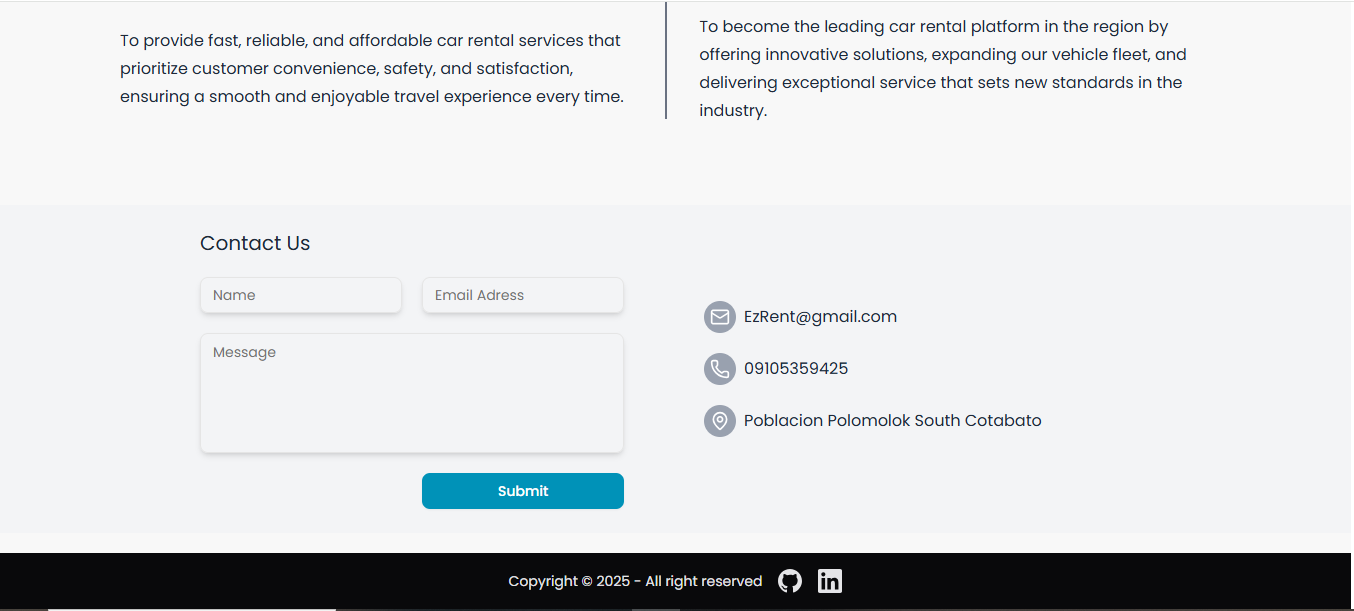 To provide fast, reliable, and affordable car rental services that
prioritize customer convenience, safety, and satisfaction,
ensuring a smooth and enjoyable travel experience every time.
To become the leading car rental platform in the region by
offering innovative solutions, expanding our vehicle fleet, and
delivering exceptional service that sets new standards in the
industry.
Contact Us
Name
Email Adress
Message
Submit
EzRent@gmail.com
09105359425
Poblacion Polomolok South Cotabato
Copyright © 2025 - All right reserved
in